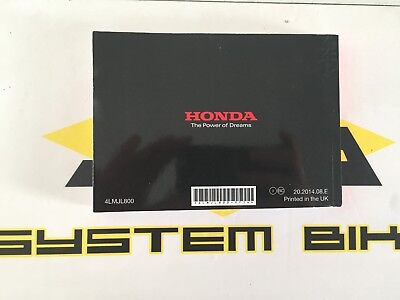 HONDA
The Power of Dreams
4LMJL800
20.2014.08.E
Printed in the UK
SYSTEM BIK